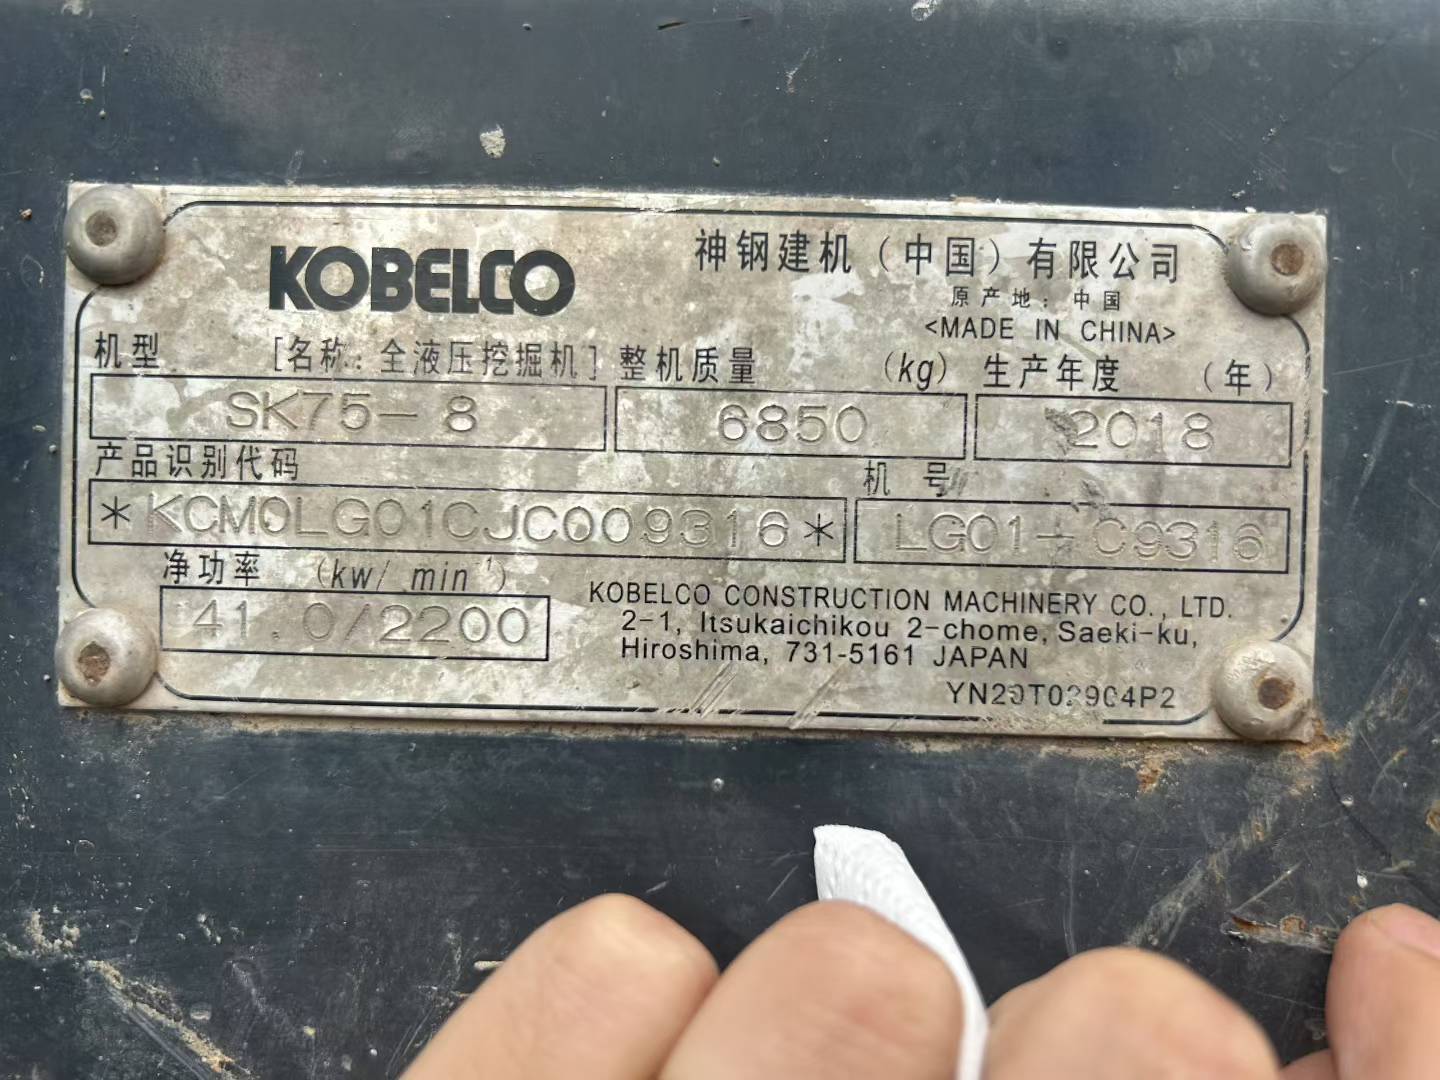 KOBELCO
神钢建机（中国）有限公司
原产地：中国
<MADE IN CHINA>
机型 [名称：全液压挖掘机] 整机质量 (kg) 生产年度 (年)
SK75-8 6850 2018
产品识别代码 机号
*KCM0LG01CJC009316* LG01-C9316
净功率 (kw/ min⁻¹)
41.0/2200
KOBELCO CONSTRUCTION MACHINERY CO., LTD.
2-1, Itsukaichikou 2-chome, Saeki-ku,
Hiroshima, 731-5161 JAPAN